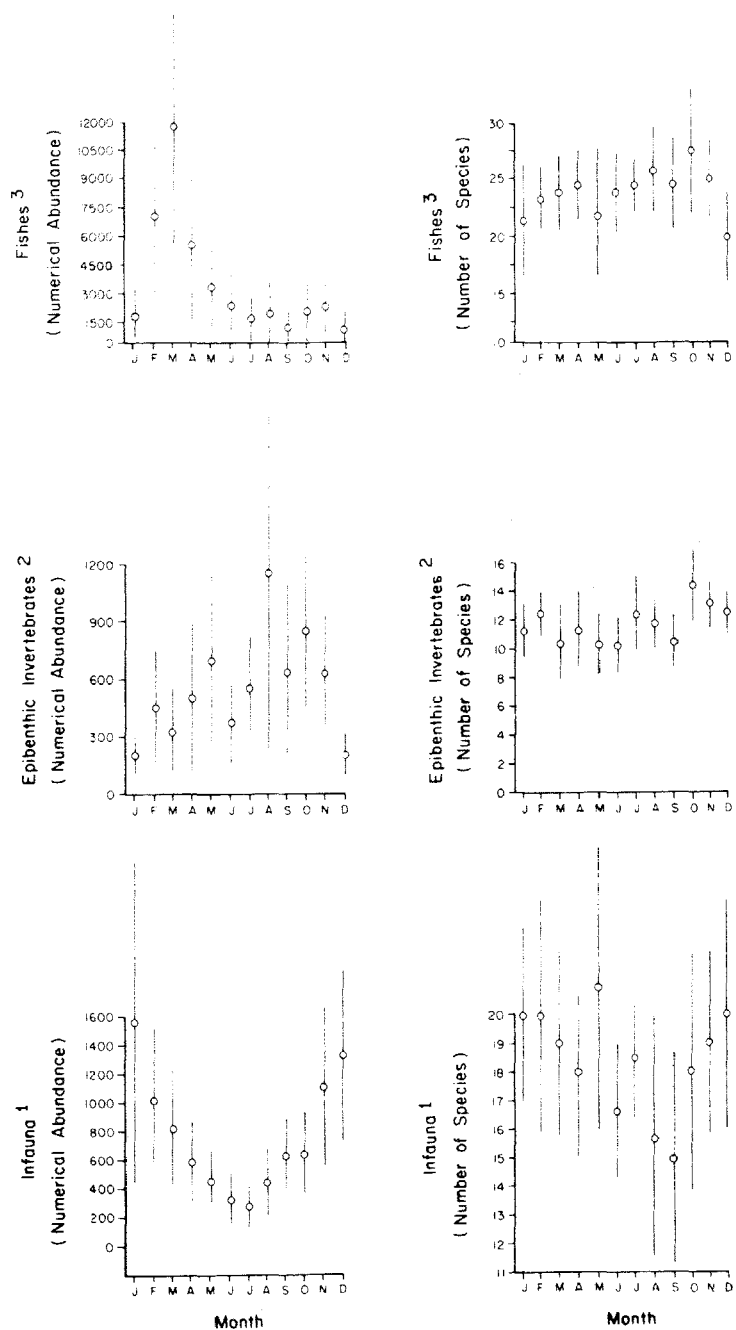 Fishes 3
(Numerical Abundance)
12000
10500
9000
7500
6000
4500
3000
1500
0
J F M A M J J A S O N D
Fishes 3
(Number of Species)
30
25
20
15
10
J F M A M J J A S O N D
Epibenthic Invertebrates 2
(Numerical Abundance)
1200
900
600
300
0
J F M A M J J A S O N D
Epibenthic Invertebrates 2
(Number of Species)
16
14
12
10
8
6
4
2
0
J F M A M J J A S O N D
Infauna 1
(Numerical Abundance)
1600
1400
1200
1000
800
600
400
200
0
J F M A M J J A S O N D
Month
Infauna 1
(Number of Species)
20
19
18
17
16
15
14
13
12
11
J F M A M J J A S O N D
Month